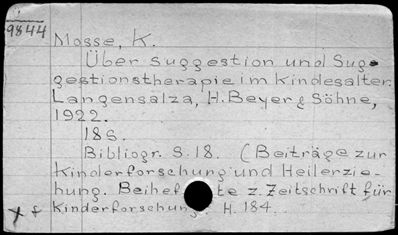 9844
Mosse, K.
Über Suggestion und Sug-
gestionstherapie im Kindesalter.
Langensalza, H. Beyer & Söhne,
1922.
18s.
Bibliogr. S. 18. (Beiträge zur
Kinderforschung und Heilerzie-
hung. Beihef te z. Zeitschrift für
x f Kinderforschung. H. 184.